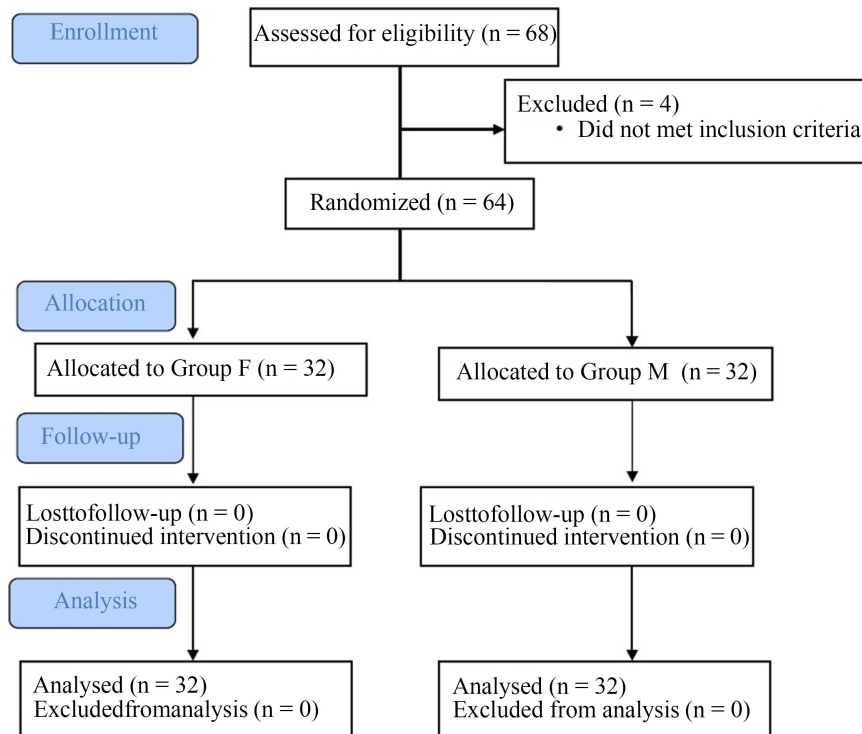 Enrollment
Assessed for eligibility (n = 68)
Excluded (n = 4)
• Did not met inclusion criteria
Randomized (n = 64)
Allocation
Allocated to Group F (n = 32)
Allocated to Group M (n = 32)
Follow-up
Losttofollow-up (n = 0)
Discontinued intervention (n = 0)
Losttofollow-up (n = 0)
Discontinued intervention (n = 0)
Analysis
Analysed (n = 32)
Excludedfromanalysis (n = 0)
Analysed (n = 32)
Excluded from analysis (n = 0)